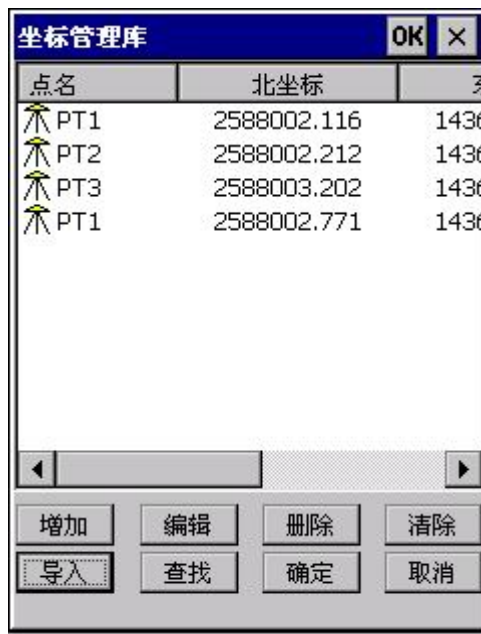 坐标管理库 OK ×
点名 北坐标
PT1 2588002.116 1436
PT2 2588002.212 1436
PT3 2588003.202 1436
PT1 2588002.771 1436
增加 编辑 删除 清除
导入 查找 确定 取消